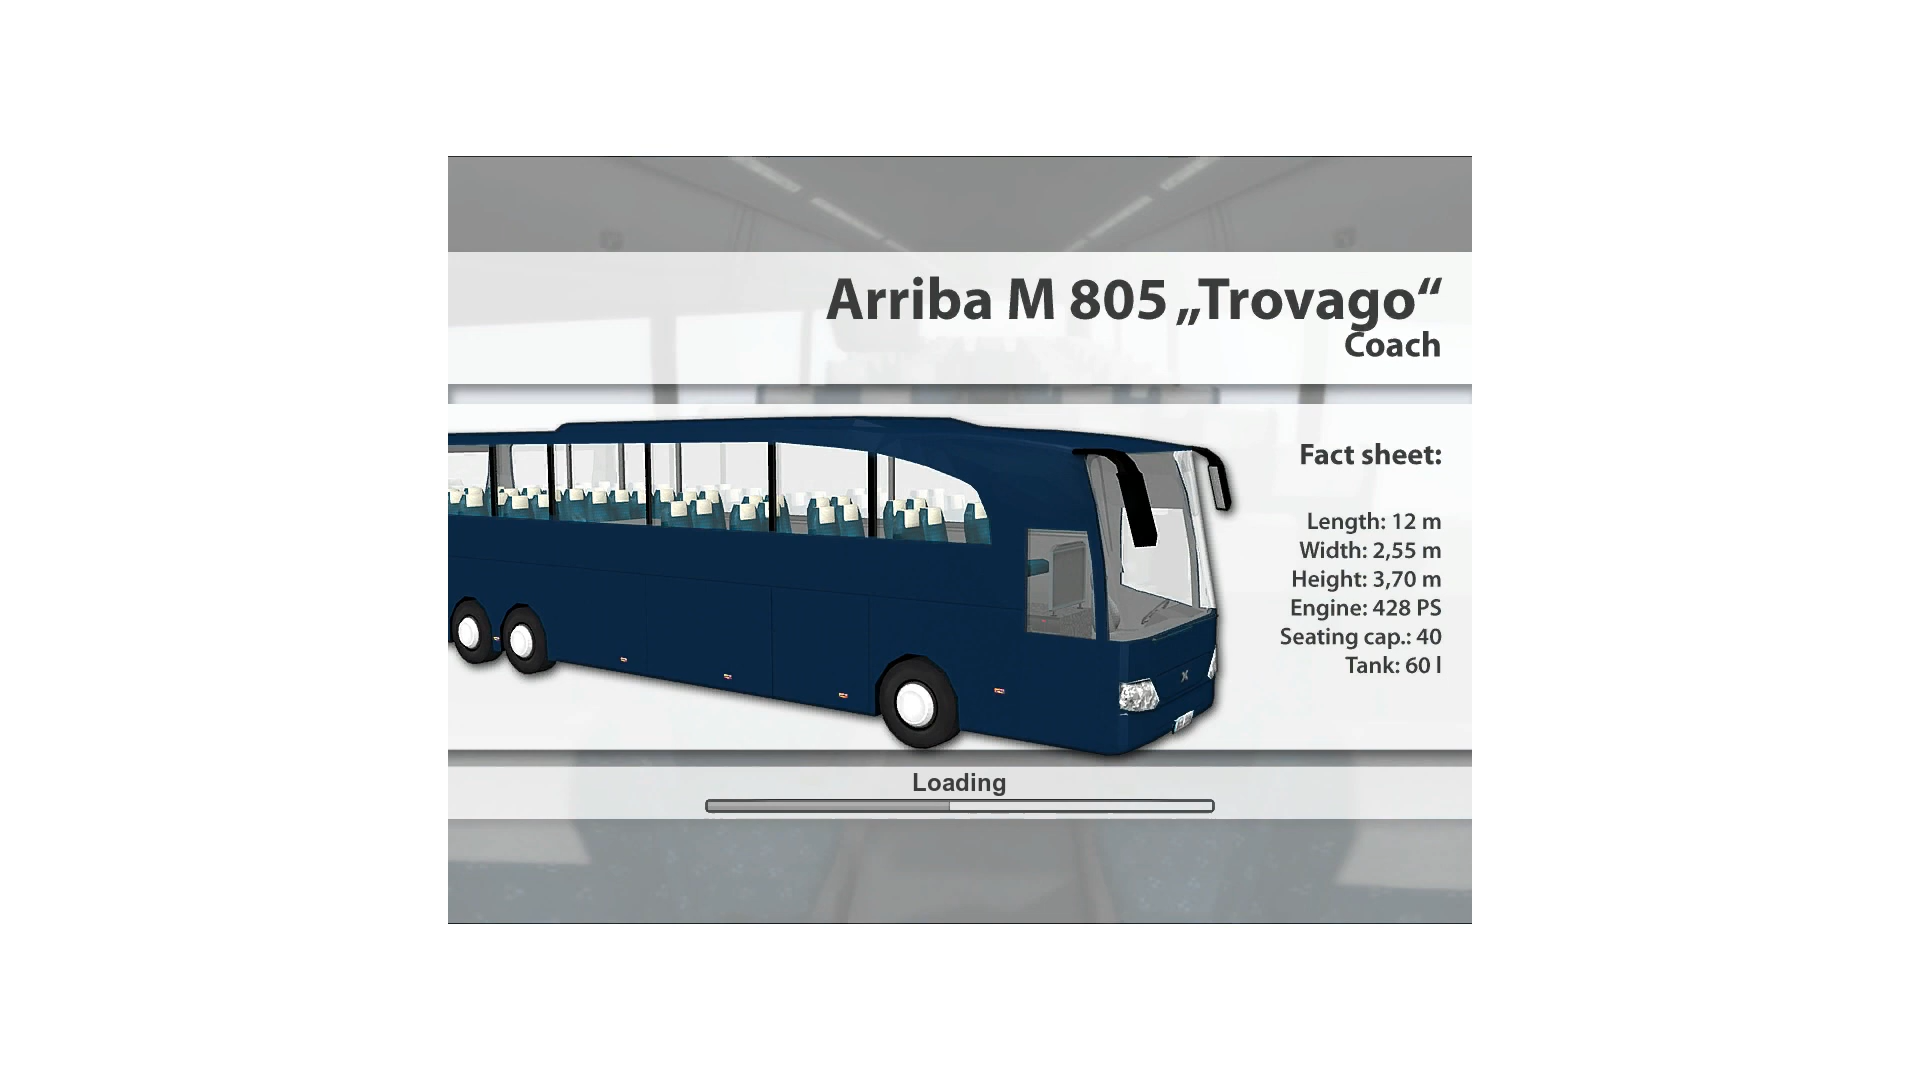 Arriba M 805 „Trovago“
Coach
Fact sheet:
Length: 12 m
Width: 2,55 m
Height: 3,70 m
Engine: 428 PS
Seating cap.: 40
Tank: 60 l
Loading